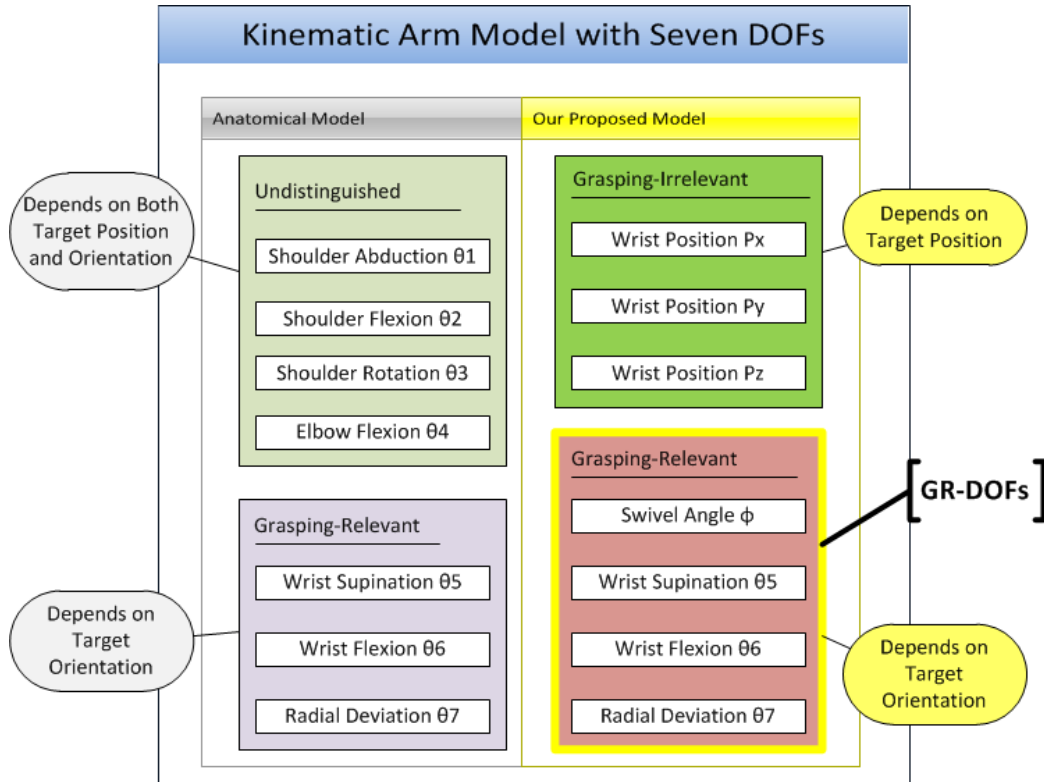 Kinematic Arm Model with Seven DOFs
Anatomical Model
Our Proposed Model
Depends on Both
Target Position
and Orientation
Undistinguished
Shoulder Abduction θ1
Shoulder Flexion θ2
Shoulder Rotation θ3
Elbow Flexion θ4
Depends on
Target
Orientation
Grasping-Relevant
Wrist Supination θ5
Wrist Flexion θ6
Radial Deviation θ7
Grasping-Irrelevant
Wrist Position Px
Wrist Position Py
Wrist Position Pz
Depends on
Target Position
Grasping-Relevant
Swivel Angle ϕ
Wrist Supination θ5
Wrist Flexion θ6
Radial Deviation θ7
[GR-DOFs]
Depends on
Target
Orientation